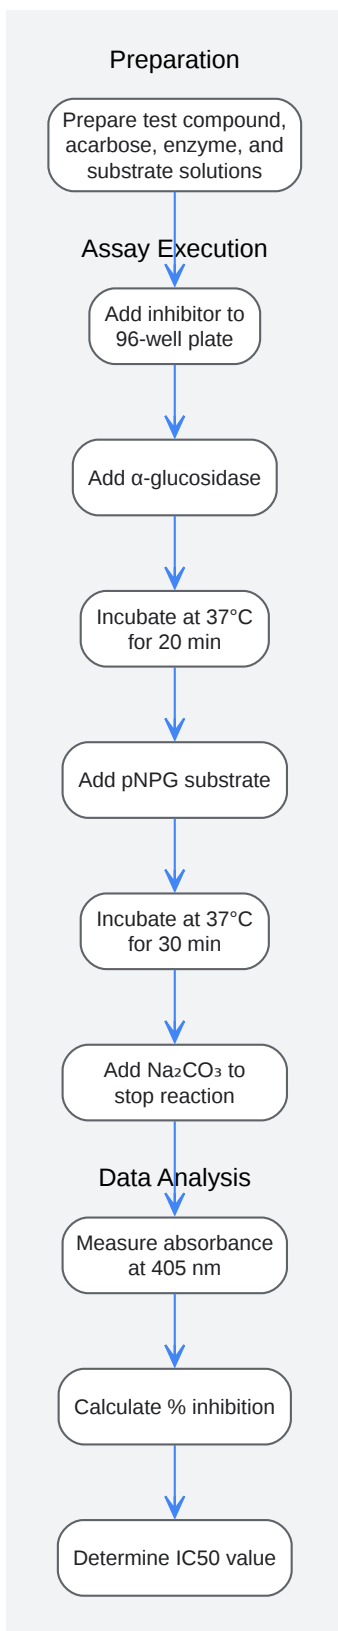 Preparation
Prepare test compound,
acarbose, enzyme, and
substrate solutions
Assay Execution
Add inhibitor to
96-well plate
Add α-glucosidase
Incubate at 37°C
for 20 min
Add pNPG substrate
Incubate at 37°C
for 30 min
Add Na₂CO₃ to
stop reaction
Data Analysis
Measure absorbance
at 405 nm
Calculate % inhibition
Determine IC50 value